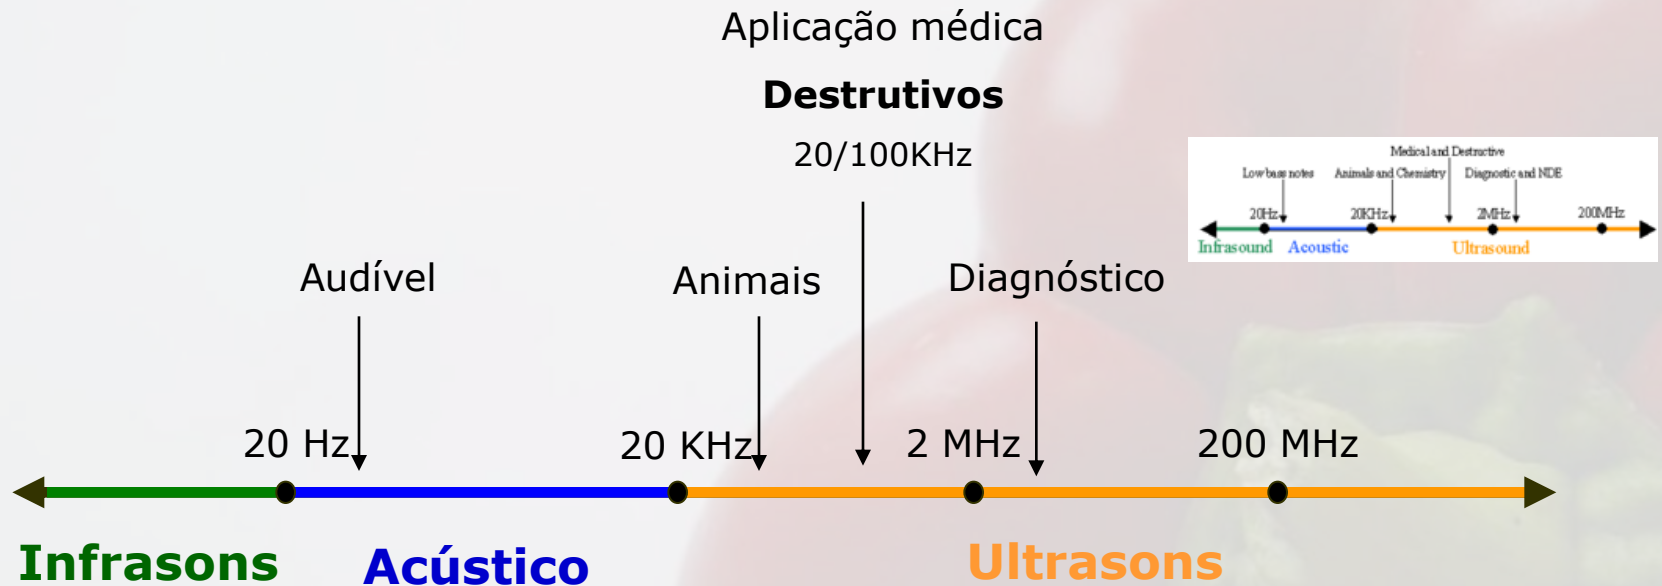 Aplicação médica
Destrutivos
20/100KHz
Medical and Destructive
Low bass notes Animals and Chemistry Diagnostic and NDE
20Hz 20KHz 2MHz 200MHz
Infrasound Acoustic Ultrasound
Audível Animais Diagnóstico
20 Hz 20 KHz 2 MHz 200 MHz
Infrasons Acústico Ultrasons